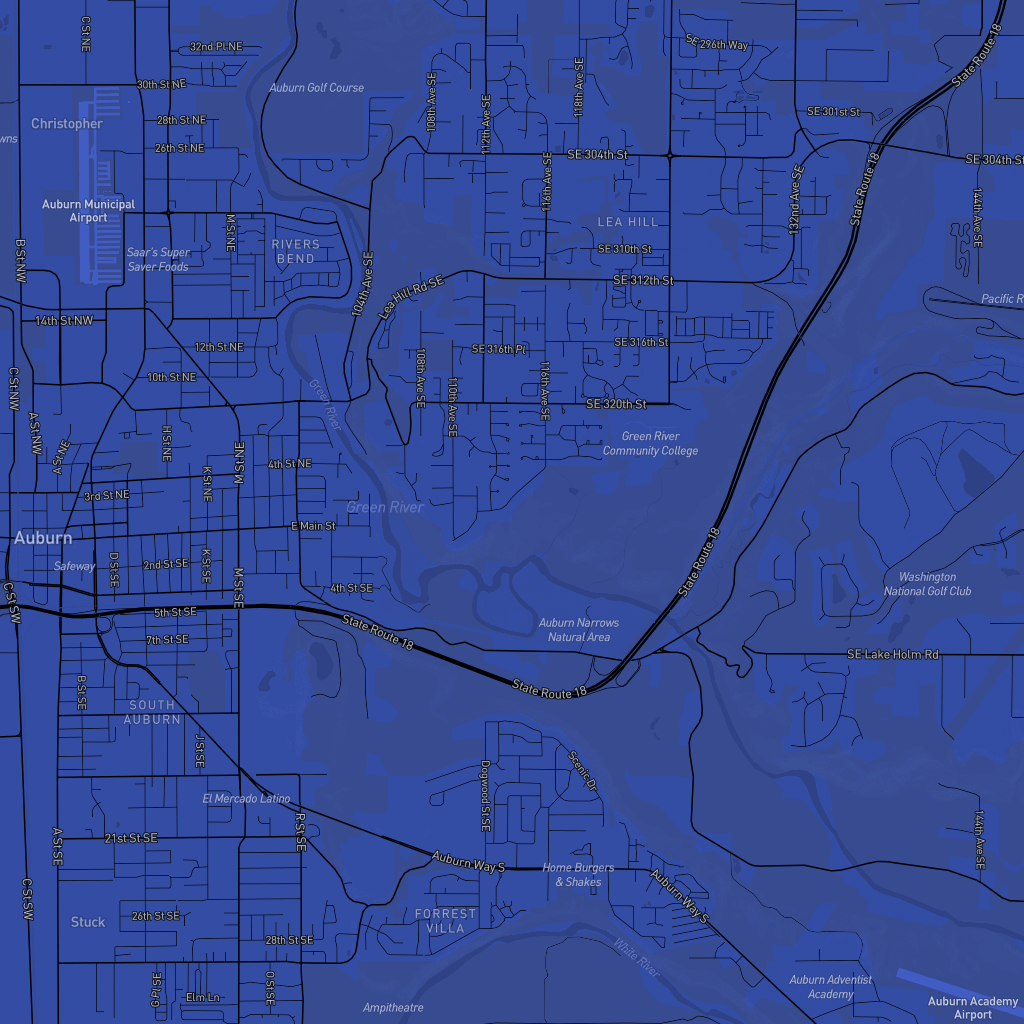 C St NE
32nd Pl NE
SE 296th Way
State Route 18
30th St NE
Auburn Golf Course
108th Ave SE
112th Ave SE
118th Ave SE
SE 301st St
Christopher
28th St NE
wns
26th St NE
SE 304th St
SE 304th St
Auburn Municipal
Airport
116th Ave SE
132nd Ave SE
State Route 18
144th Ave SE
M St NE
LEA HILL
B St NW
Saar's Super
Saver Foods
RIVERS
BEND
SE 310th St
104th Ave SE
Lea Hill Rd SE
SE 312th St
Pacific R
14th St NW
12th St NE
SE 316th Pl
SE 316th St
C St NW
10th St NE
108th Ave SE
110th Ave SE
116th Ave SE
Green River
SE 320th St
A St NW
A St NE
H St NE
M St NE
Green River
Community College
K St NE
4th St NE
3rd St NE
Green River
E Main St
Auburn
State Route 18
Safeway
D St SE
2nd St SE
K St SE
M St SE
4th St SE
Washington
National Golf Club
C St SW
5th St SE
State Route 18
Auburn Narrows
Natural Area
7th St SE
SE Lake Holm Rd
B St SE
State Route 18
SOUTH
AUBURN
J St SE
Dogwood St SE
Scenic Dr
El Mercado Latino
A St SE
21st St SE
R St SE
144th Ave SE
Auburn Way S
Home Burgers
& Shakes
Auburn Way S
C St SW
Stuck
26th St SE
FORREST
VILLA
28th St SE
White River
G Pl SE
Elm Ln
O St SE
Ampitheatre
Auburn Adventist
Academy
Auburn Academy
Airport